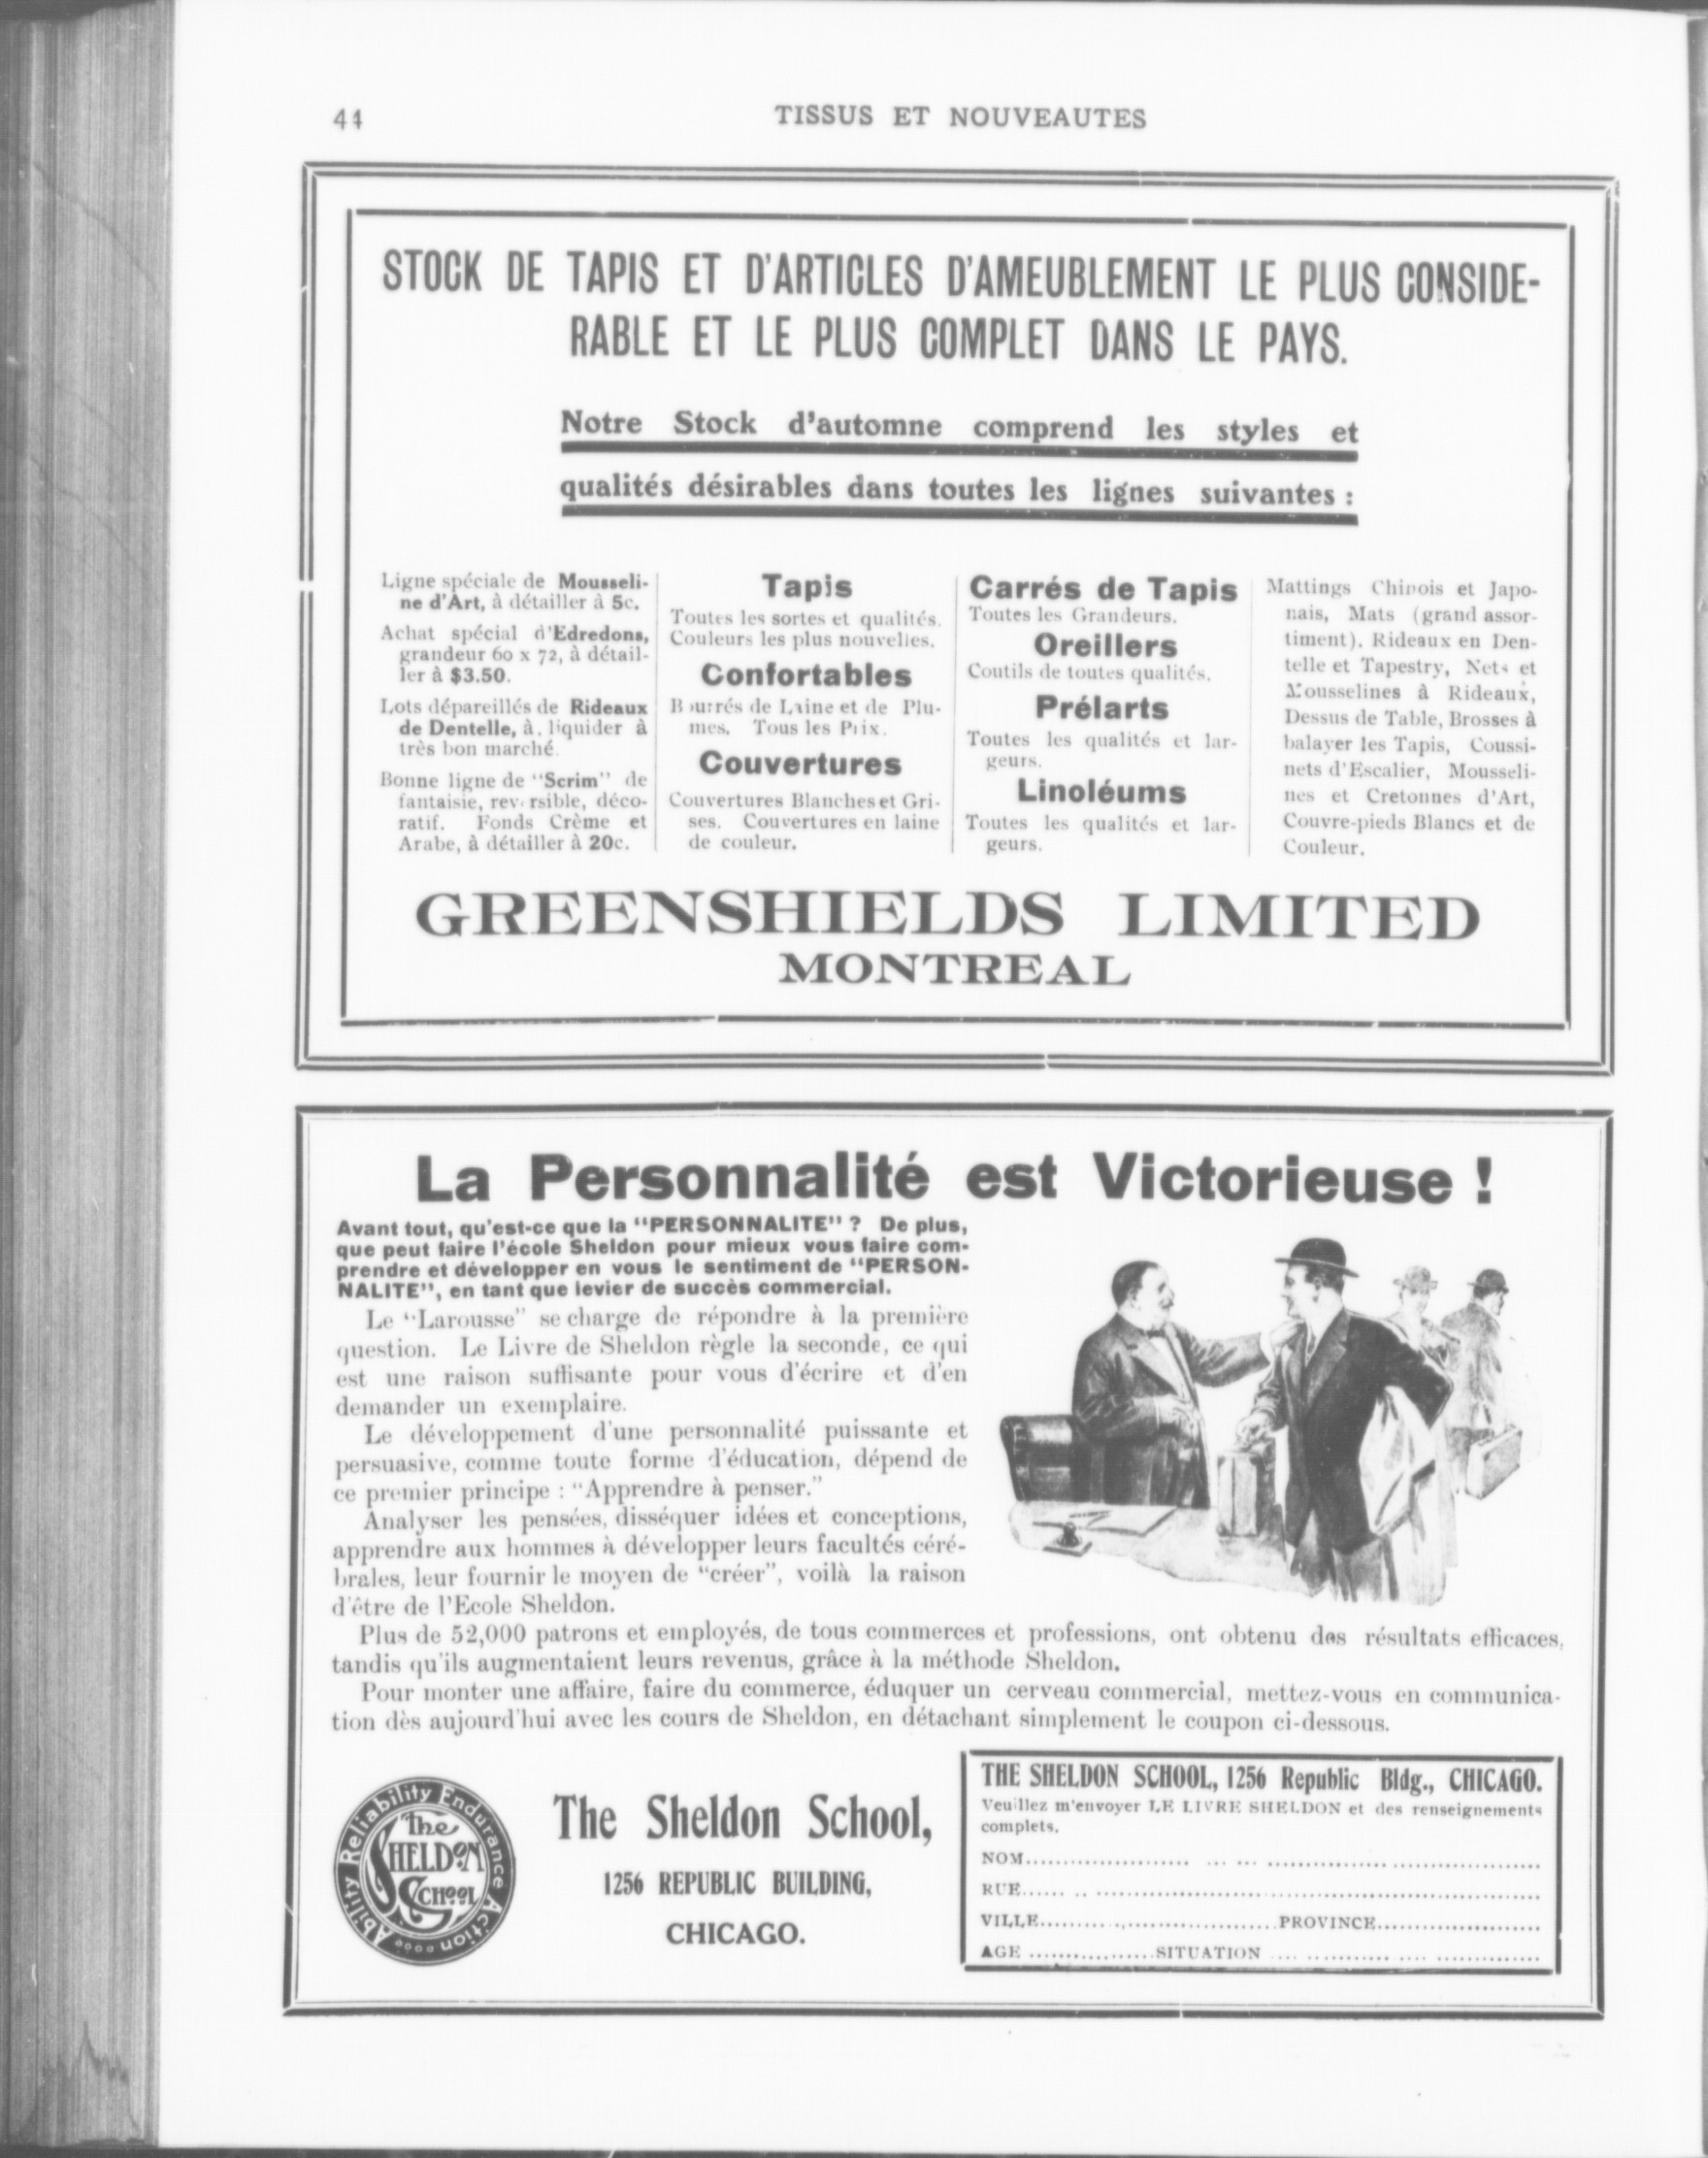 44
TISSUS ET NOUVEAUTES
STOCK DE TAPIS ET D'ARTICLES D'AMEUBLEMENT LE PLUS CONSIDE-
RABLE ET LE PLUS COMPLET DANS LE PAYS.
Notre Stock d'automne comprend les styles et
qualités désirables dans toutes les lignes suivantes :
Ligne spéciale de Mousseli-
ne d'Art, à détailler à 5c.
Achat spécial d'Edredons,
grandeur 60 x 72, à détail-
ler à $3.50.
Lots dépareillés de Rideaux
de Dentelle, à liquider à
très bon marché.
Bonne ligne de "Scrim" de
fantaisie, reversible, déco-
ratif. Fonds Crème et
Arabe, à détailler à 20c.
Tapis
Toutes les sortes et qualités.
Couleurs les plus nouvelles.
Confortables
Bourrés de Laine et de Plu-
mes. Tous les Prix.
Couvertures
Couvertures Blanches et Gri-
ses. Couvertures en laine
de couleur.
Carrés de Tapis
Toutes les Grandeurs.
Oreillers
Coutils de toutes qualités.
Prélarts
Toutes les qualités et lar-
geurs.
Linoléums
Toutes les qualités et lar-
geurs.
Mattings Chinois et Japo-
nais, Mats (grand assor-
timent). Rideaux en Den-
telle et Tapestry, Nets et
Mousselines à Rideaux,
Dessus de Table, Brosses à
balayer les Tapis, Coussi-
nets d'Escalier, Mousseli-
nes et Cretonnes d'Art,
Couvre-pieds Blancs et de
Couleur.
GREENSHIELDS LIMITED
MONTREAL
La Personnalité est Victorieuse !
Avant tout, qu'est-ce que la "PERSONNALITE" ? De plus,
que peut faire l'école Sheldon pour mieux vous faire com-
prendre et développer en vous le sentiment de "PERSON-
NALITE", en tant que levier de succès commercial.
Le "Larousse" se charge de répondre à la première
question. Le Livre de Sheldon règle la seconde, ce qui
est une raison suffisante pour vous d'écrire et d'en
demander un exemplaire.
Le développement d'une personnalité puissante et
persuasive, comme toute forme d'éducation, dépend de
ce premier principe : "Apprendre à penser."
Analyser les pensées, disséquer idées et conceptions,
apprendre aux hommes à développer leurs facultés céré-
brales, leur fournir le moyen de "créer", voilà la raison
d'être de l'Ecole Sheldon.
Plus de 52,000 patrons et employés, de tous commerces et professions, ont obtenu des résultats efficaces,
tandis qu'ils augmentaient leurs revenus, grâce à la méthode Sheldon.
Pour monter une affaire, faire du commerce, éduquer un cerveau commercial, mettez-vous en communica-
tion dès aujourd'hui avec les cours de Sheldon, en détachant simplement le coupon ci-dessous.
Ability Reliability Endurance Action
The
SHELDON
SCHOOL
The Sheldon School,
1256 REPUBLIC BUILDING,
CHICAGO.
THE SHELDON SCHOOL, 1256 Republic Bldg., CHICAGO.
Veuillez m'envoyer LE LIVRE SHELDON et des renseignements
complets.
NOM
RUE
VILLE PROVINCE
AGE SITUATION